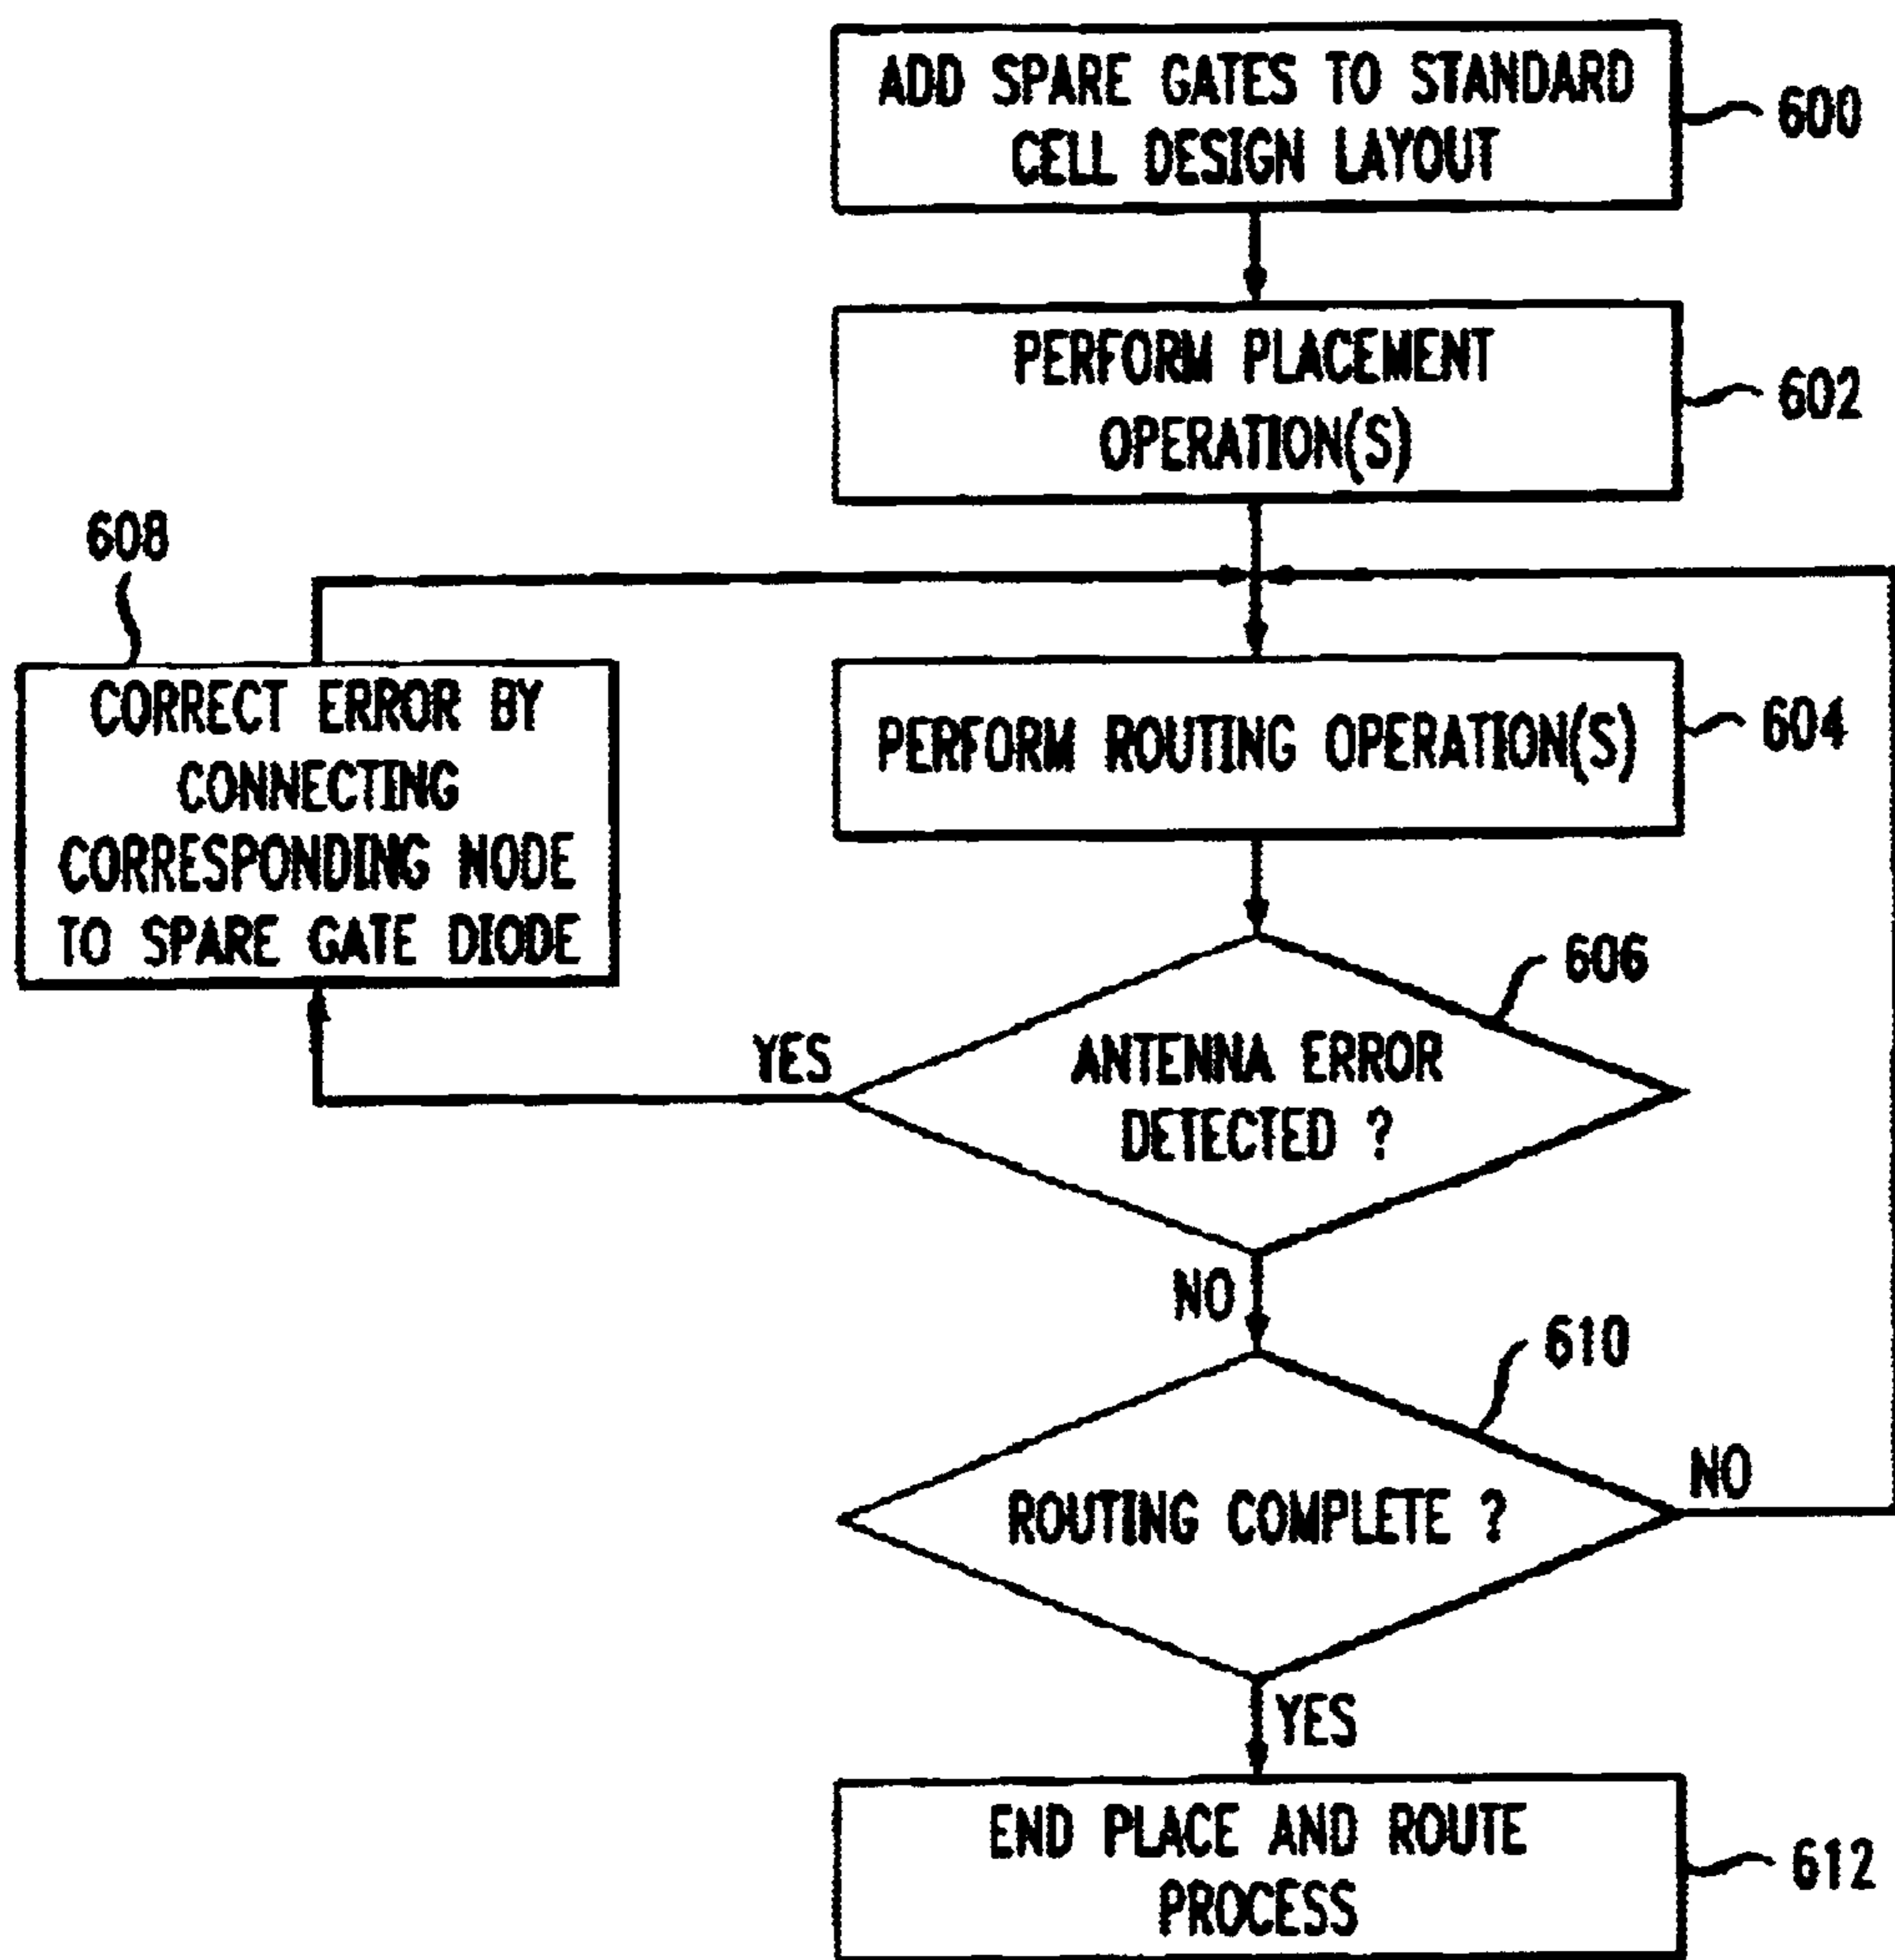 ADD SPARE GATES TO STANDARD
CELL DESIGN LAYOUT
600
PERFORM PLACEMENT
OPERATION(S)
602
608
CORRECT ERROR BY
CONNECTING
CORRESPONDING NODE
TO SPARE GATE DIODE
PERFORM ROUTING OPERATION(S)
604
606
YES
ANTENNA ERROR
DETECTED ?
NO
610
ROUTING COMPLETE ?
NO
YES
END PLACE AND ROUTE
PROCESS
612